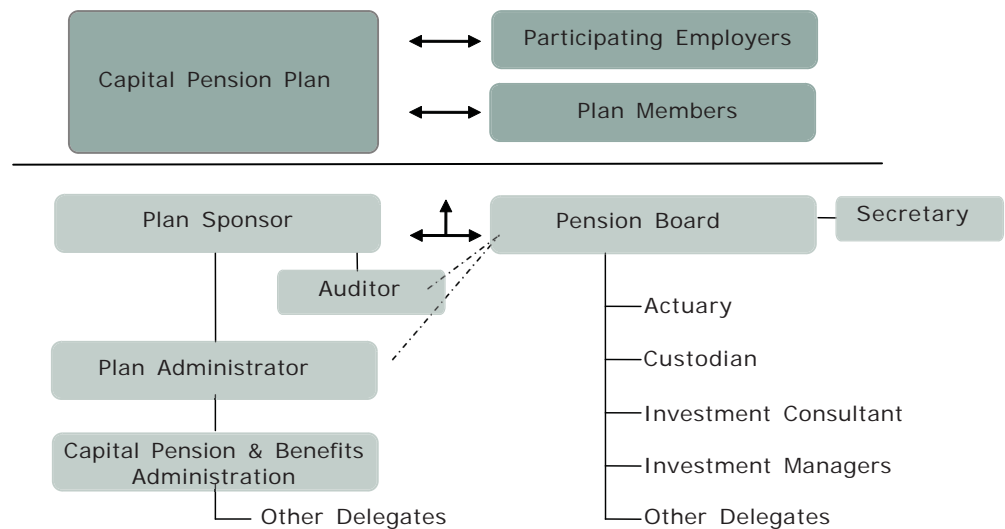 Capital Pension Plan
Participating Employers
Plan Members
Plan Sponsor
Pension Board
Secretary
Auditor
Actuary
Plan Administrator
Custodian
Investment Consultant
Capital Pension & Benefits
Administration
Investment Managers
Other Delegates
Other Delegates